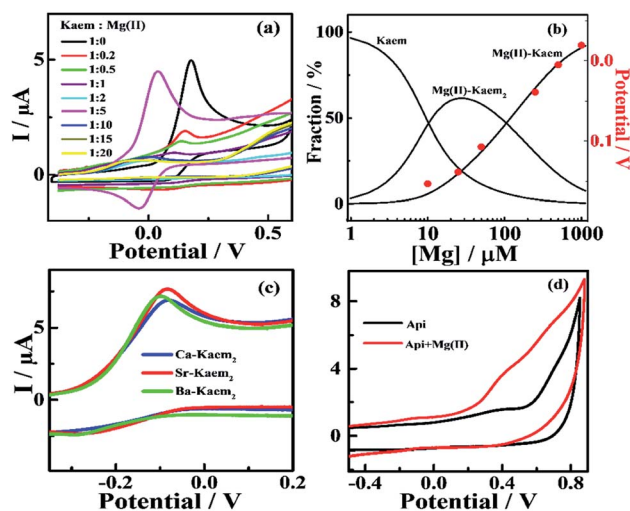 Kaem : Mg(II)
(a)
1:0
1:0.2
1:0.5
1:1
1:2
1:5
1:10
1:15
1:20
5
0
I / µA
0.0
0.5
Potential / V
(b)
Kaem
Mg(II)-Kaem
Mg(II)-Kaem₂
100
50
0
Fraction / %
0.0
0.1
Potential / V
1
10
100
1000
[Mg] / µM
(c)
5
0
I / µA
Ca-Kaem₂
Sr-Kaem₂
Ba-Kaem₂
-0.2
0.0
0.2
Potential / V
(d)
Api
Api+Mg(II)
8
4
0
-0.4
0.0
0.4
0.8
Potential / V